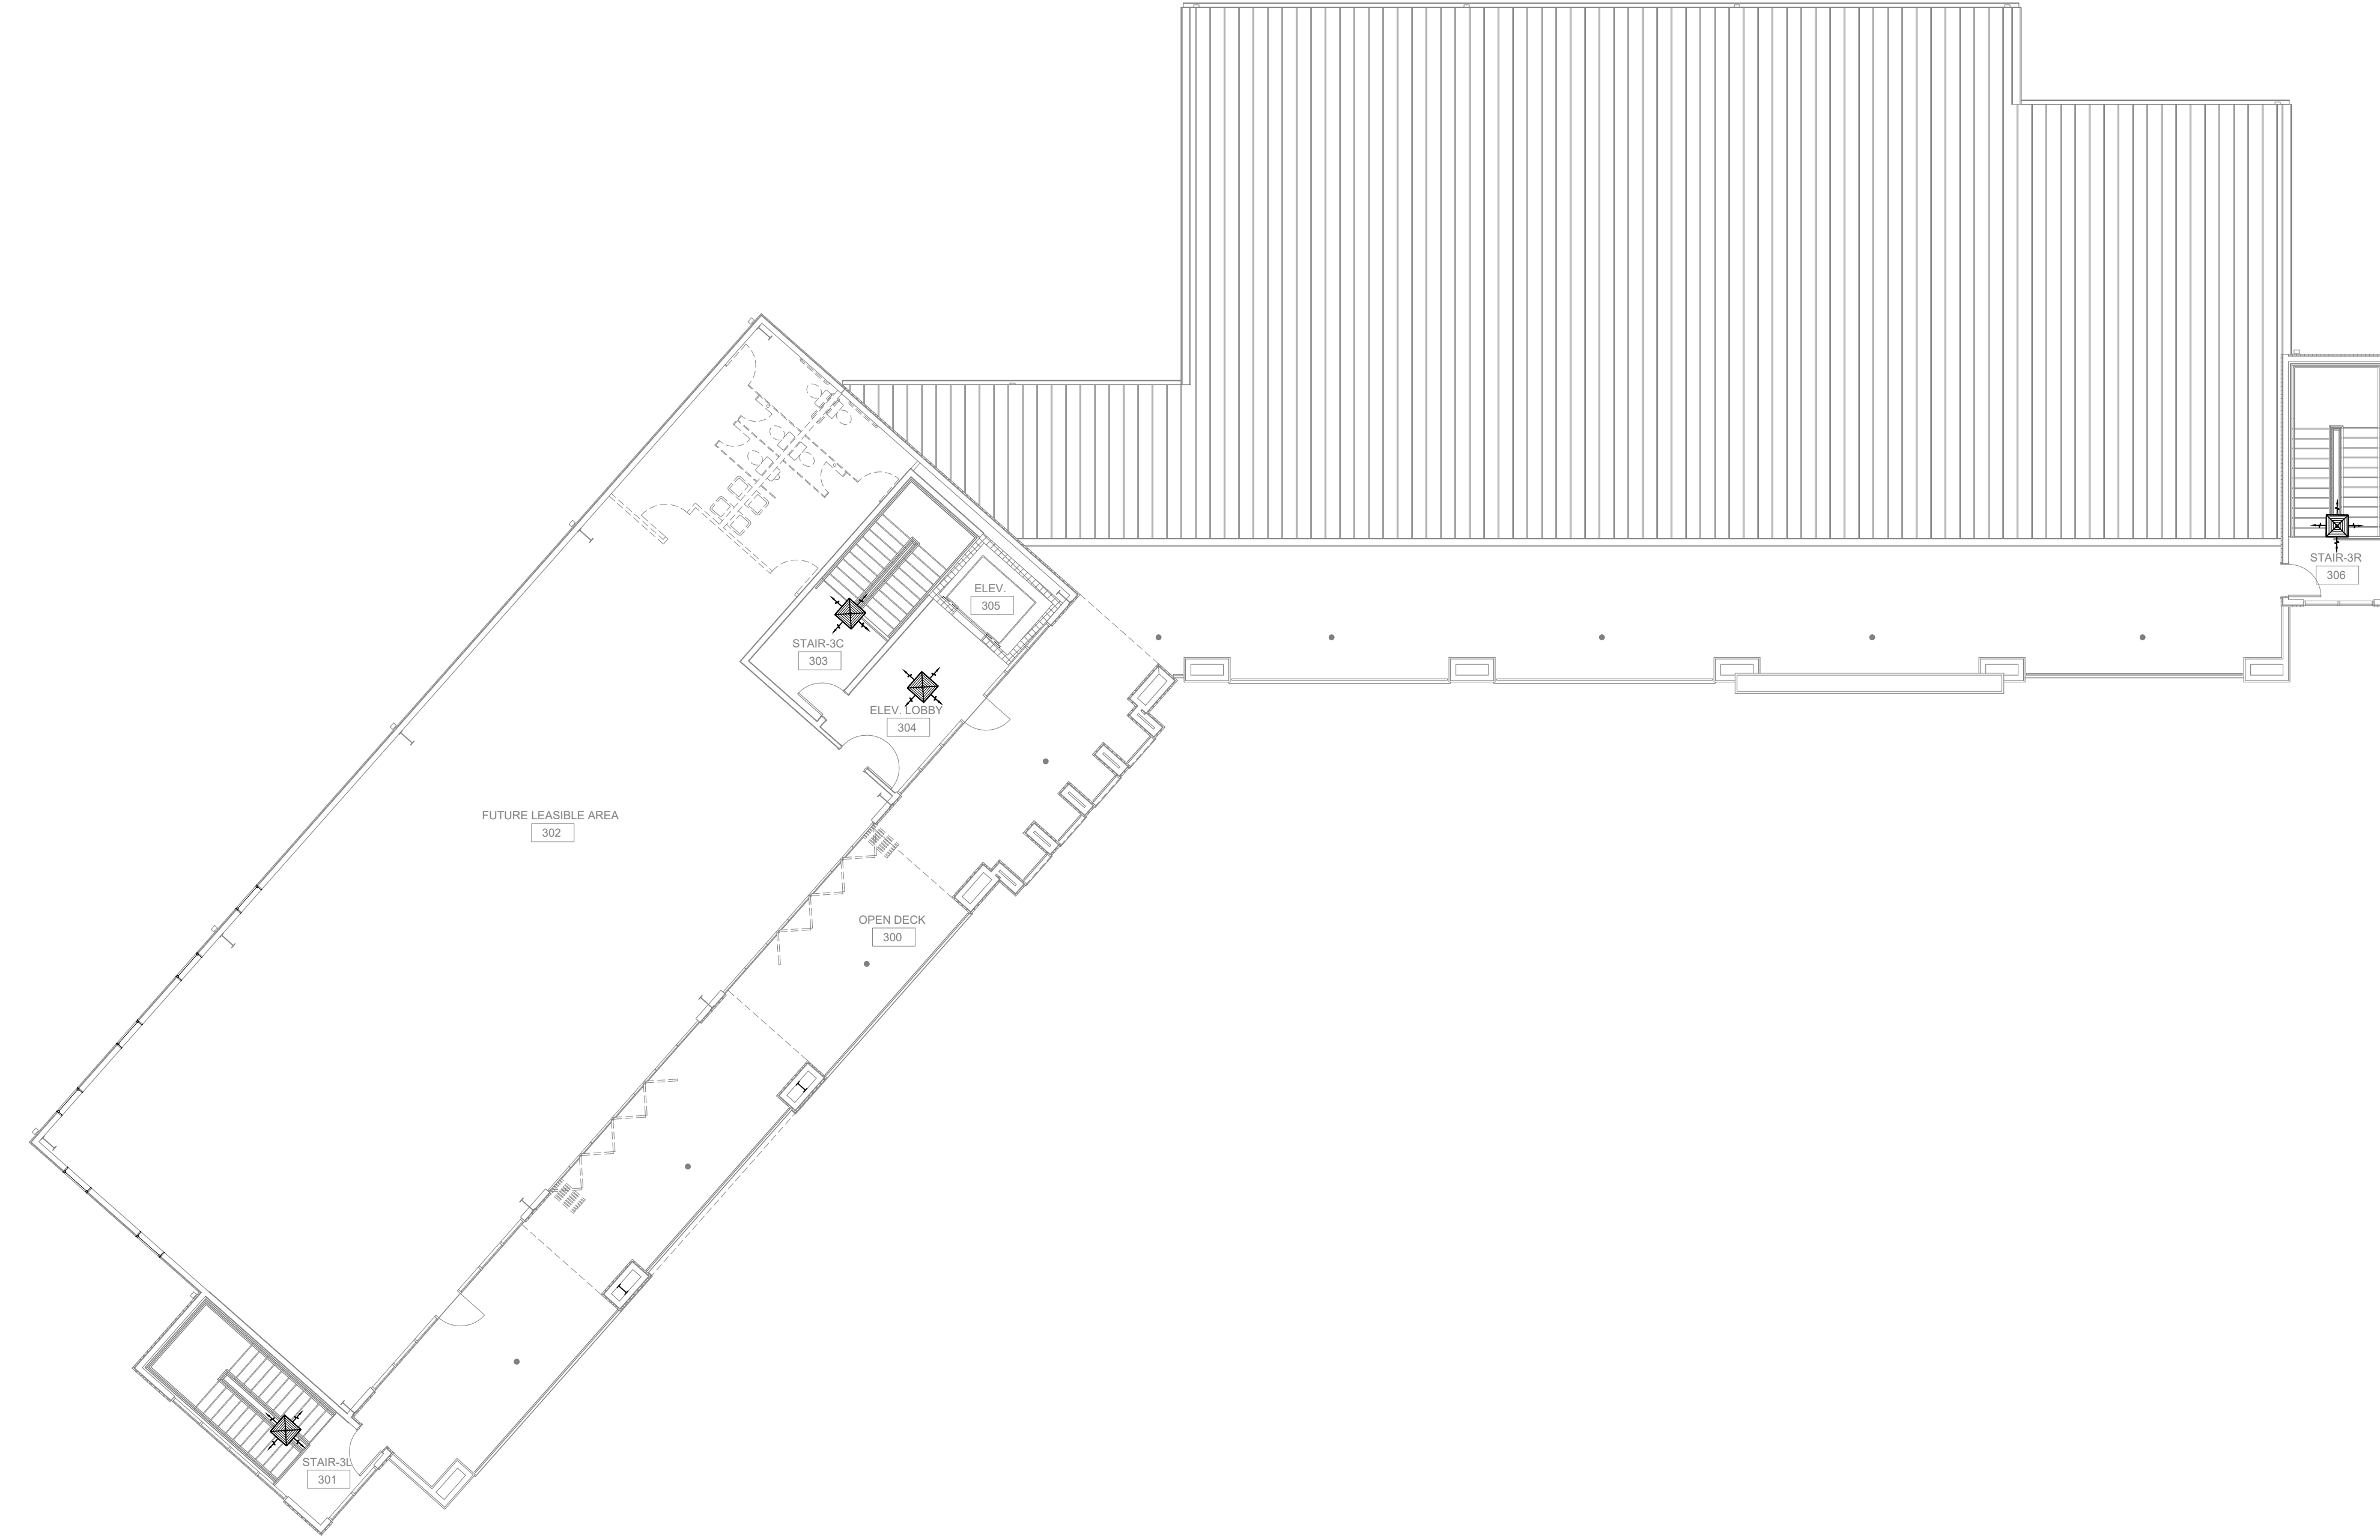 STAIR-3R
306
ELEV.
305
STAIR-3C
303
ELEV. LOBBY
304
FUTURE LEASIBLE AREA
302
OPEN DECK
300
STAIR-3L
301